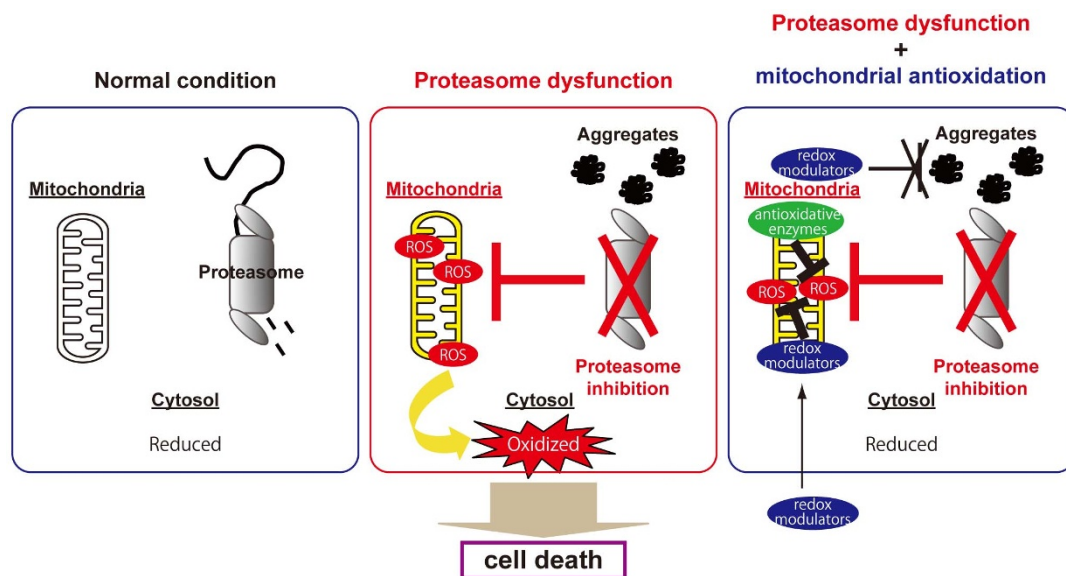 Normal condition
Mitochondria
Proteasome
Cytosol
Reduced
Proteasome dysfunction
Aggregates
Mitochondria
ROS
ROS
ROS
Proteasome
inhibition
Cytosol
Oxidized
cell death
Proteasome dysfunction
+
mitochondrial antioxidation
redox
modulators
Aggregates
Mitochondria
antioxidative
enzymes
ROS
ROS
redox
modulators
Proteasome
inhibition
Cytosol
Reduced
redox
modulators